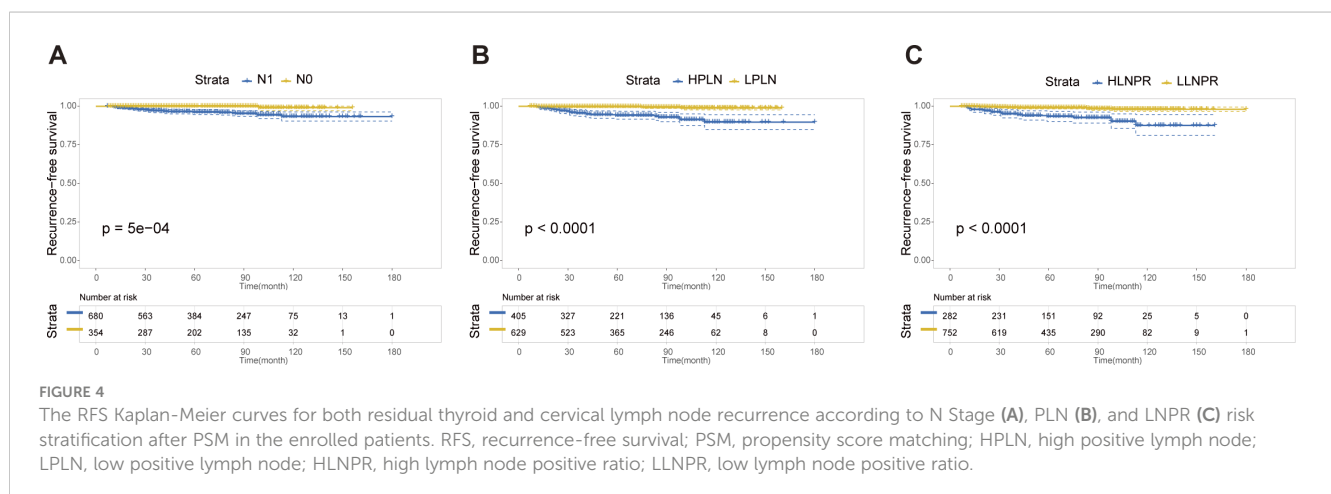 A
Strata N1 N0
Recurrence-free survival
1.00
0.75
0.50
0.25
0.00
p = 5e−04
0 30 60 90 120 150 180
Time(month)
Number at risk
Strata
680 563 384 247 75 13 1
354 287 202 135 32 1 0
0 30 60 90 120 150 180
Time(month)
B
Strata HPLN LPLN
Recurrence-free survival
1.00
0.75
0.50
0.25
0.00
p < 0.0001
0 30 60 90 120 150 180
Time(month)
Number at risk
Strata
405 327 221 136 45 6 1
629 523 365 246 62 8 0
0 30 60 90 120 150 180
Time(month)
C
Strata HLNPR LLNPR
Recurrence-free survival
1.00
0.75
0.50
0.25
0.00
p < 0.0001
0 30 60 90 120 150 180
Time(month)
Number at risk
Strata
282 231 151 92 25 5 0
752 619 435 290 82 9 1
0 30 60 90 120 150 180
Time(month)
FIGURE 4
The RFS Kaplan-Meier curves for both residual thyroid and cervical lymph node recurrence according to N Stage (A), PLN (B), and LNPR (C) risk
stratification after PSM in the enrolled patients. RFS, recurrence-free survival; PSM, propensity score matching; HPLN, high positive lymph node;
LPLN, low positive lymph node; HLNPR, high lymph node positive ratio; LLNPR, low lymph node positive ratio.